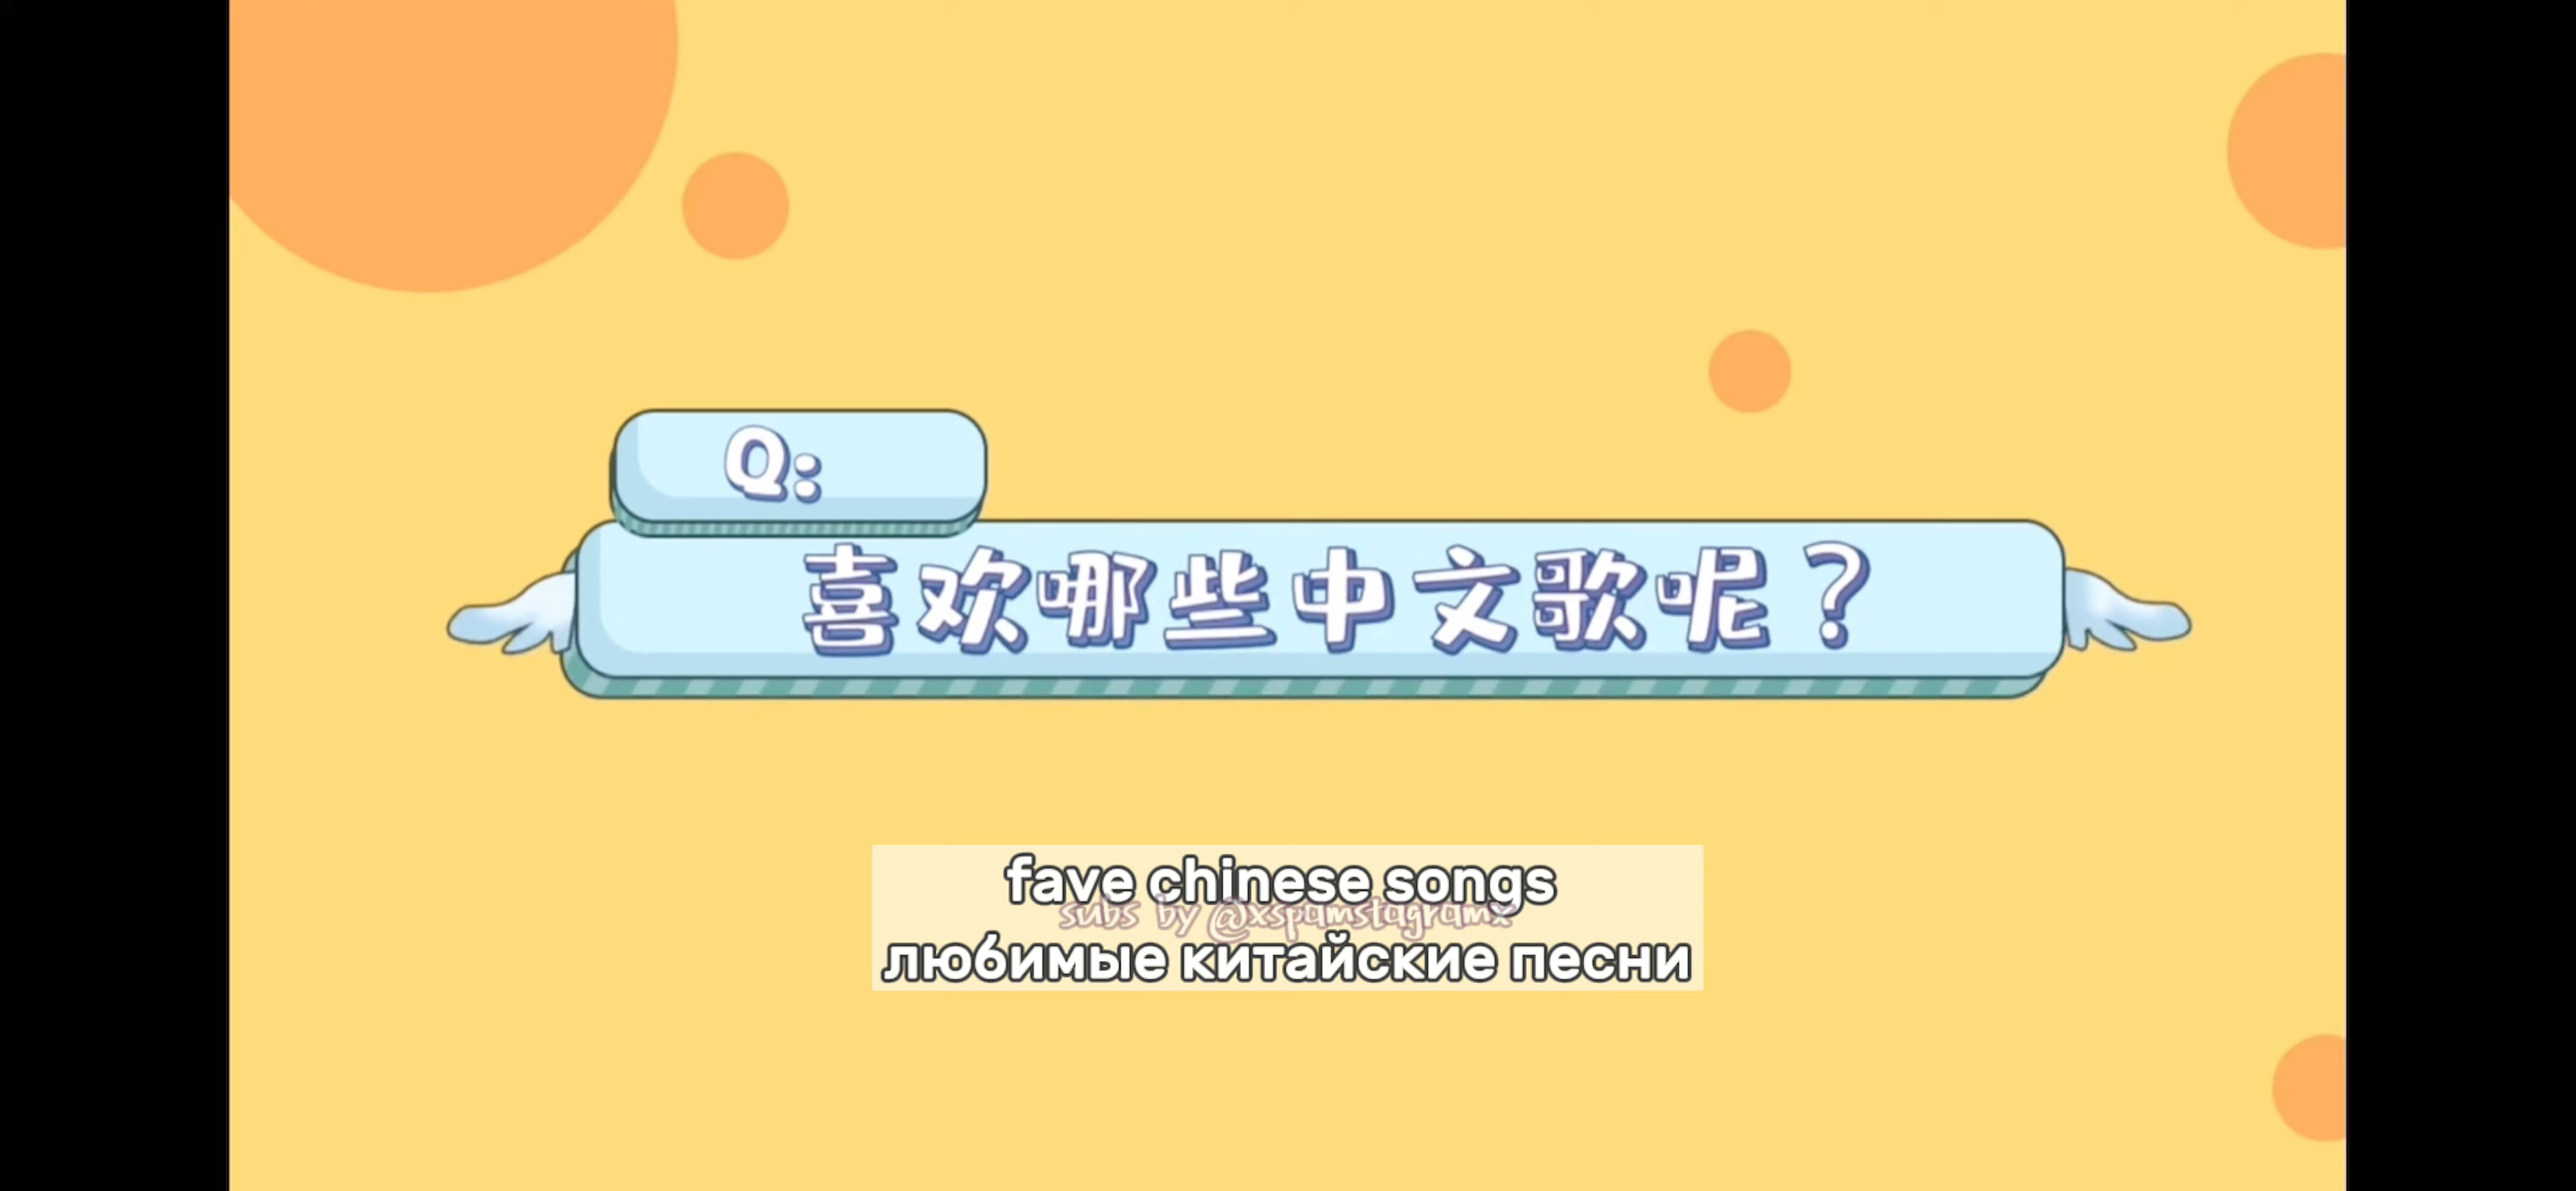 Q:
喜欢哪些中文歌呢？
fave chinese songs
subs by @xspamstagramx
любимые китайские песни